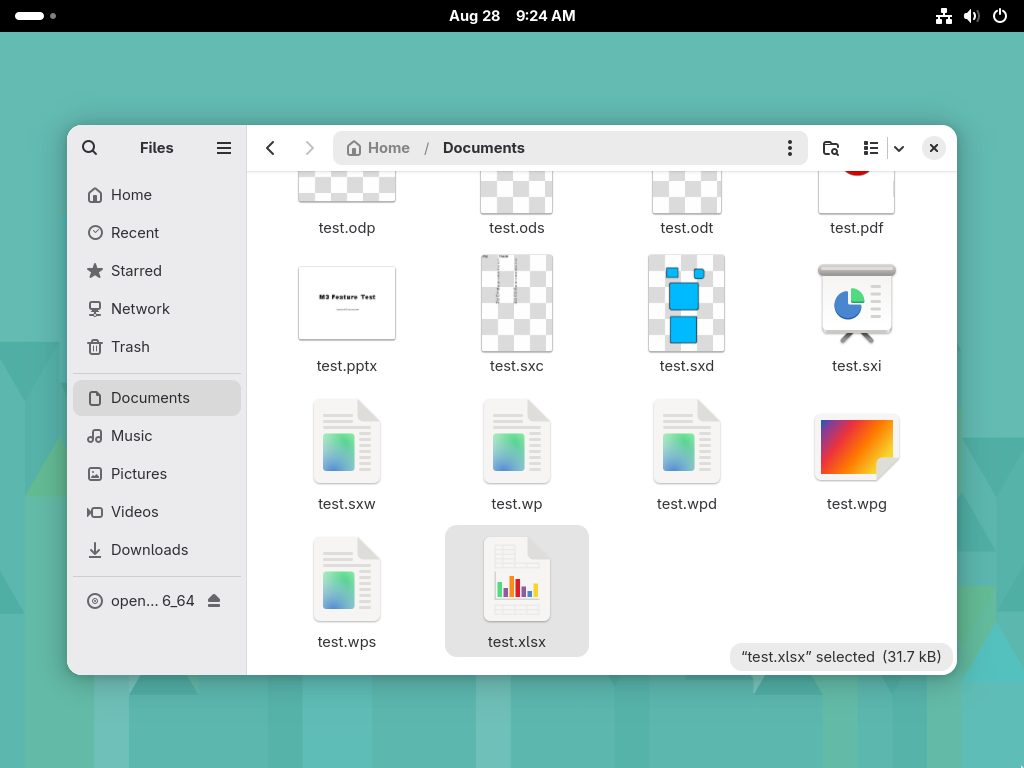 Aug 28 9:24 AM
Files
Home / Documents
Home
Recent
Starred
Network
Trash
Documents
Music
Pictures
Videos
Downloads
open… 6_64
test.odp
test.ods
test.odt
test.pdf
M3 Feature Test
test.pptx
test.sxc
test.sxd
test.sxi
test.sxw
test.wp
test.wpd
test.wpg
test.wps
test.xlsx
“test.xlsx” selected (31.7 kB)